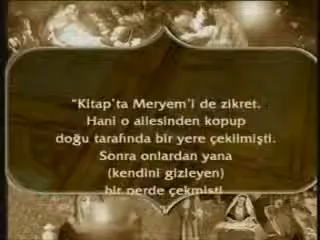 "Kitap'ta Meryem'i de zikret.
Hani o ailesinden kopup
doğu tarafında bir yere çekilmişti.
Sonra onlardan yana
(kendini gizleyen)
bir perde çekmişti